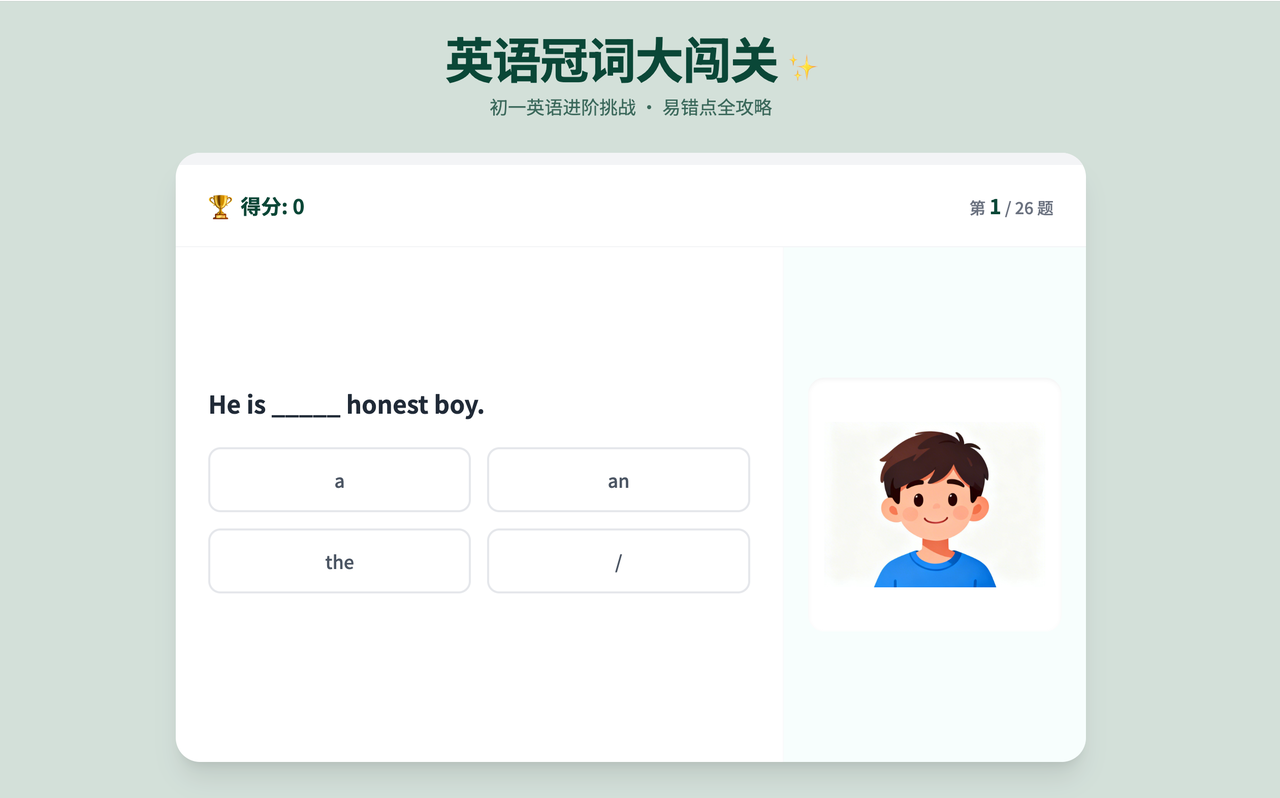 英语冠词大闯关 ✨
初一英语进阶挑战 • 易错点全攻略
🏆 得分: 0
第 1 / 26 题
He is _____ honest boy.
a
an
the
/